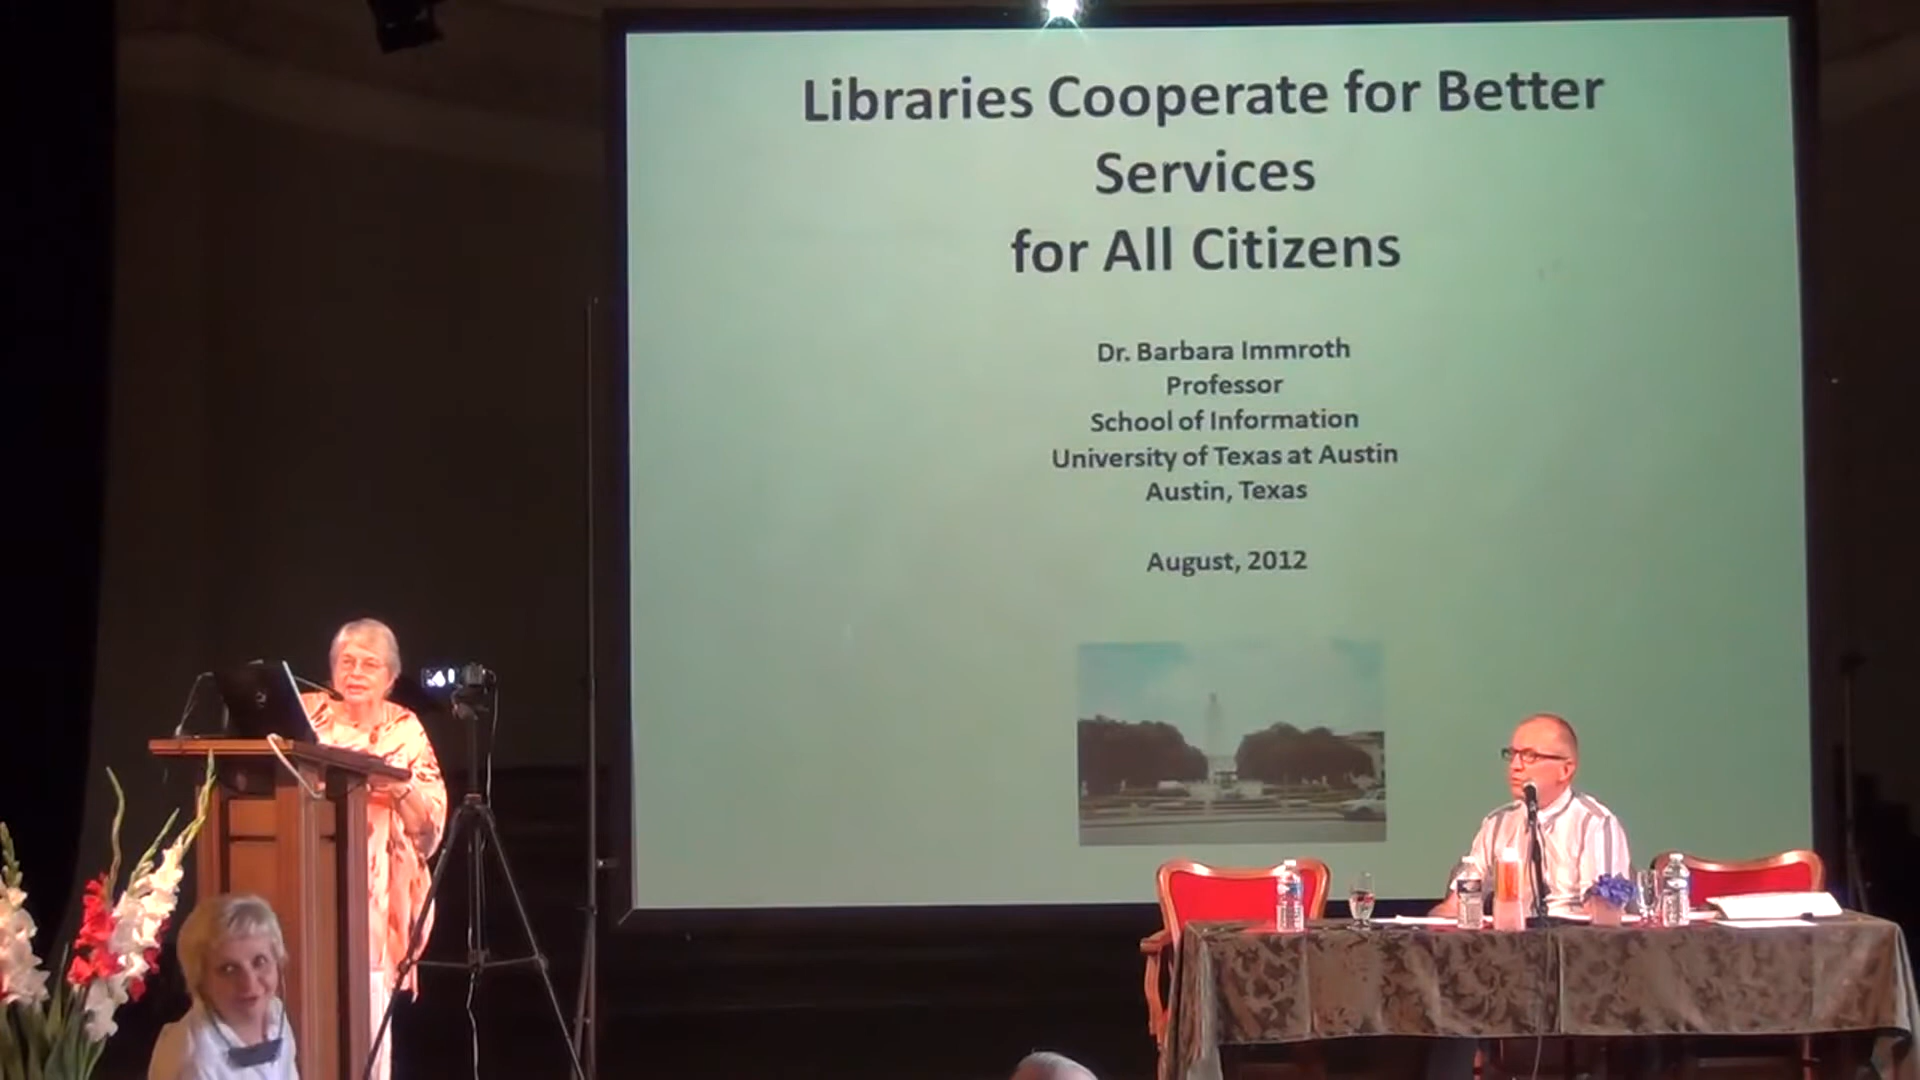 Libraries Cooperate for Better
Services
for All Citizens
Dr. Barbara Immroth
Professor
School of Information
University of Texas at Austin
Austin, Texas
August, 2012